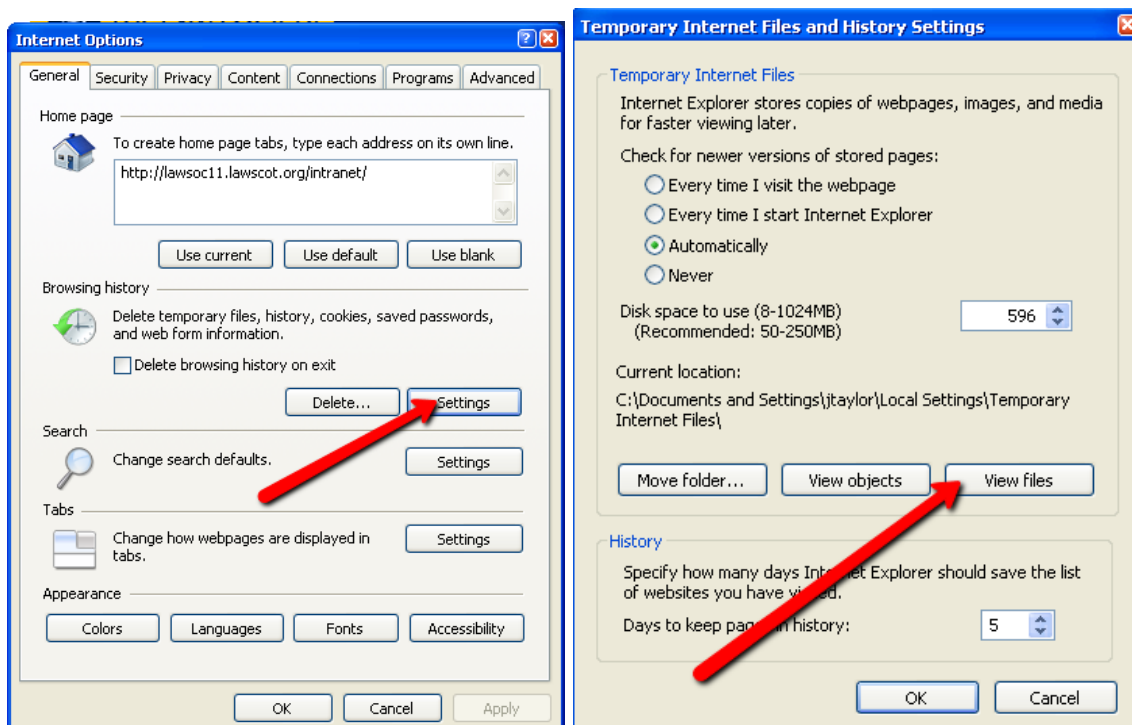 Internet Options
General Security Privacy Content Connections Programs Advanced
Home page
To create home page tabs, type each address on its own line.
http://lawsoc11.lawscot.org/intranet/
Use current Use default Use blank
Browsing history
Delete temporary files, history, cookies, saved passwords,
and web form information.
Delete browsing history on exit
Delete... Settings
Search
Change search defaults. Settings
Tabs
Change how webpages are displayed in
tabs.
Settings
Appearance
Colors Languages Fonts Accessibility
OK Cancel Apply
Temporary Internet Files and History Settings
Temporary Internet Files
Internet Explorer stores copies of webpages, images, and media
for faster viewing later.
Check for newer versions of stored pages:
Every time I visit the webpage
Every time I start Internet Explorer
Automatically
Never
Disk space to use (8-1024MB)
(Recommended: 50-250MB)
596
Current location:
C:\Documents and Settings\jtaylor\Local Settings\Temporary
Internet Files\
Move folder... View objects View files
History
Specify how many days Internet Explorer should save the list
of websites you have viewed.
Days to keep pages in history: 5
OK Cancel